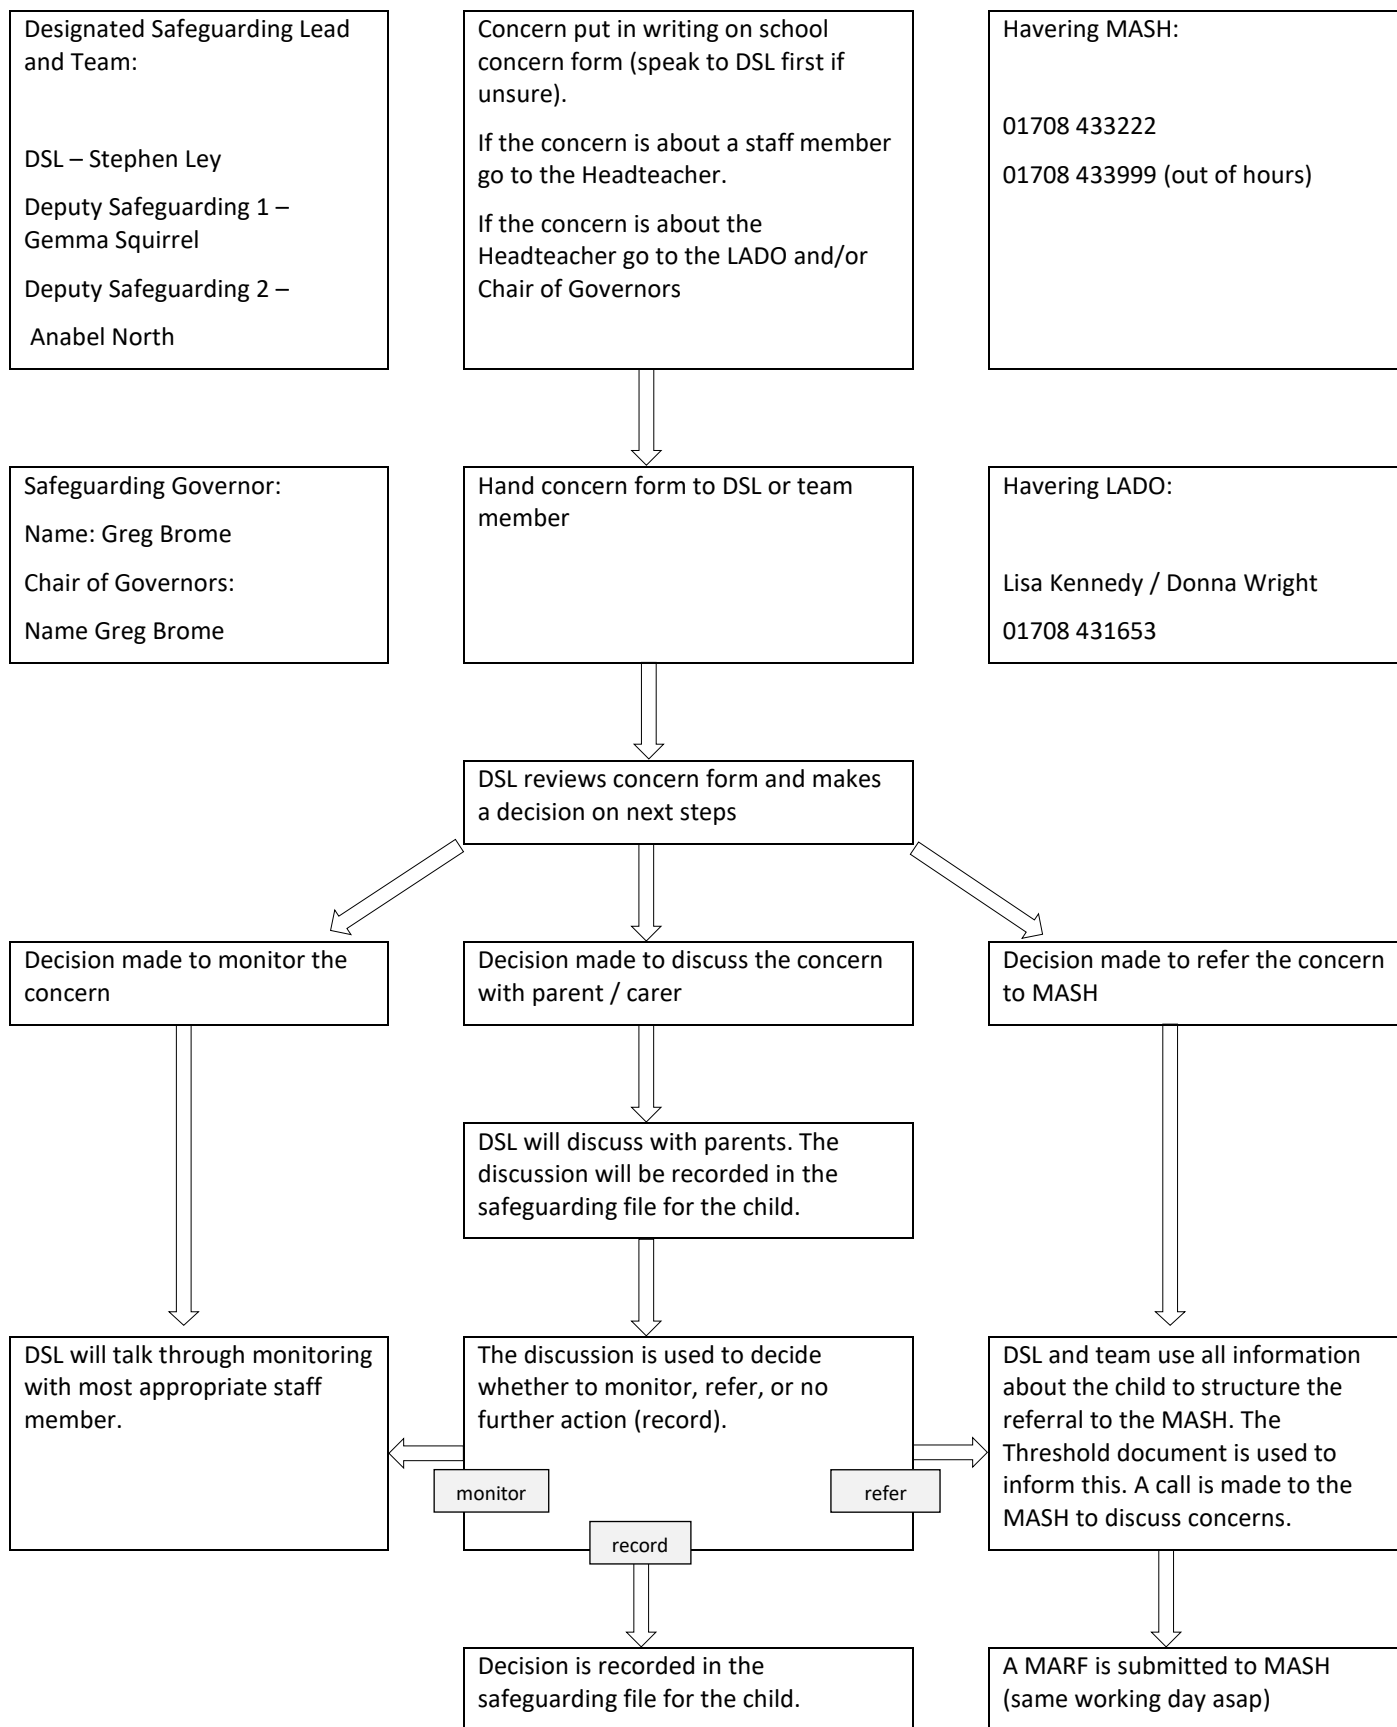 Designated Safeguarding Lead
and Team:
DSL – Stephen Ley
Deputy Safeguarding 1 –
Gemma Squirrel
Deputy Safeguarding 2 –
Anabel North
Concern put in writing on school
concern form (speak to DSL first if
unsure).
If the concern is about a staff member
go to the Headteacher.
If the concern is about the
Headteacher go to the LADO and/or
Chair of Governors
Havering MASH:
01708 433222
01708 433999 (out of hours)
Safeguarding Governor:
Name: Greg Brome
Chair of Governors:
Name Greg Brome
Hand concern form to DSL or team
member
Havering LADO:
Lisa Kennedy / Donna Wright
01708 431653
DSL reviews concern form and makes
a decision on next steps
Decision made to monitor the
concern
Decision made to discuss the concern
with parent / carer
Decision made to refer the concern
to MASH
DSL will discuss with parents. The
discussion will be recorded in the
safeguarding file for the child.
DSL will talk through monitoring
with most appropriate staff
member.
The discussion is used to decide
whether to monitor, refer, or no
further action (record).
monitor
refer
record
DSL and team use all information
about the child to structure the
referral to the MASH. The
Threshold document is used to
inform this. A call is made to the
MASH to discuss concerns.
Decision is recorded in the
safeguarding file for the child.
A MARF is submitted to MASH
(same working day asap)